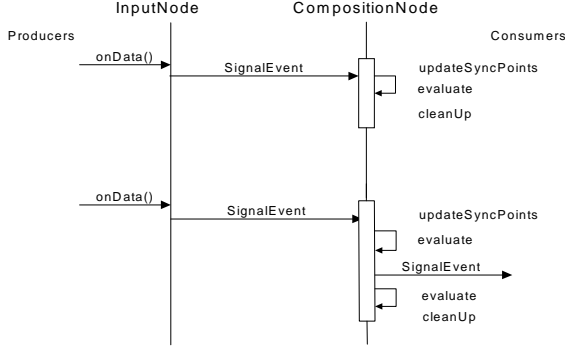 InputNode CompositionNode
Producers Consumers
onData()
SignalEvent updateSyncPoints
evaluate
cleanUp
onData()
SignalEvent updateSyncPoints
evaluate
SignalEvent
evaluate
cleanUp